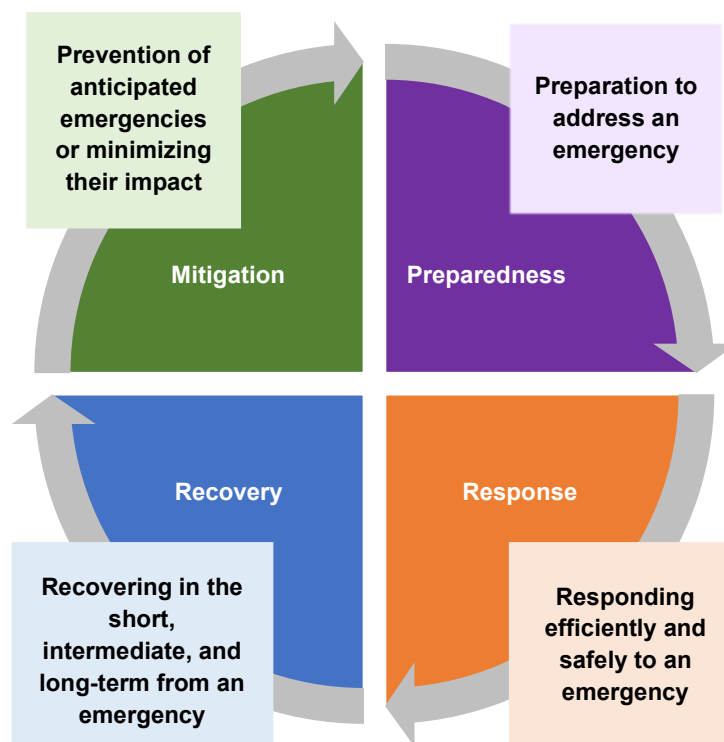 Prevention of
anticipated
emergencies
or minimizing
their impact
Mitigation
Preparation to
address an
emergency
Preparedness
Recovery
Recovering in the
short,
intermediate, and
long-term from an
emergency
Response
Responding
efficiently and
safely to an
emergency